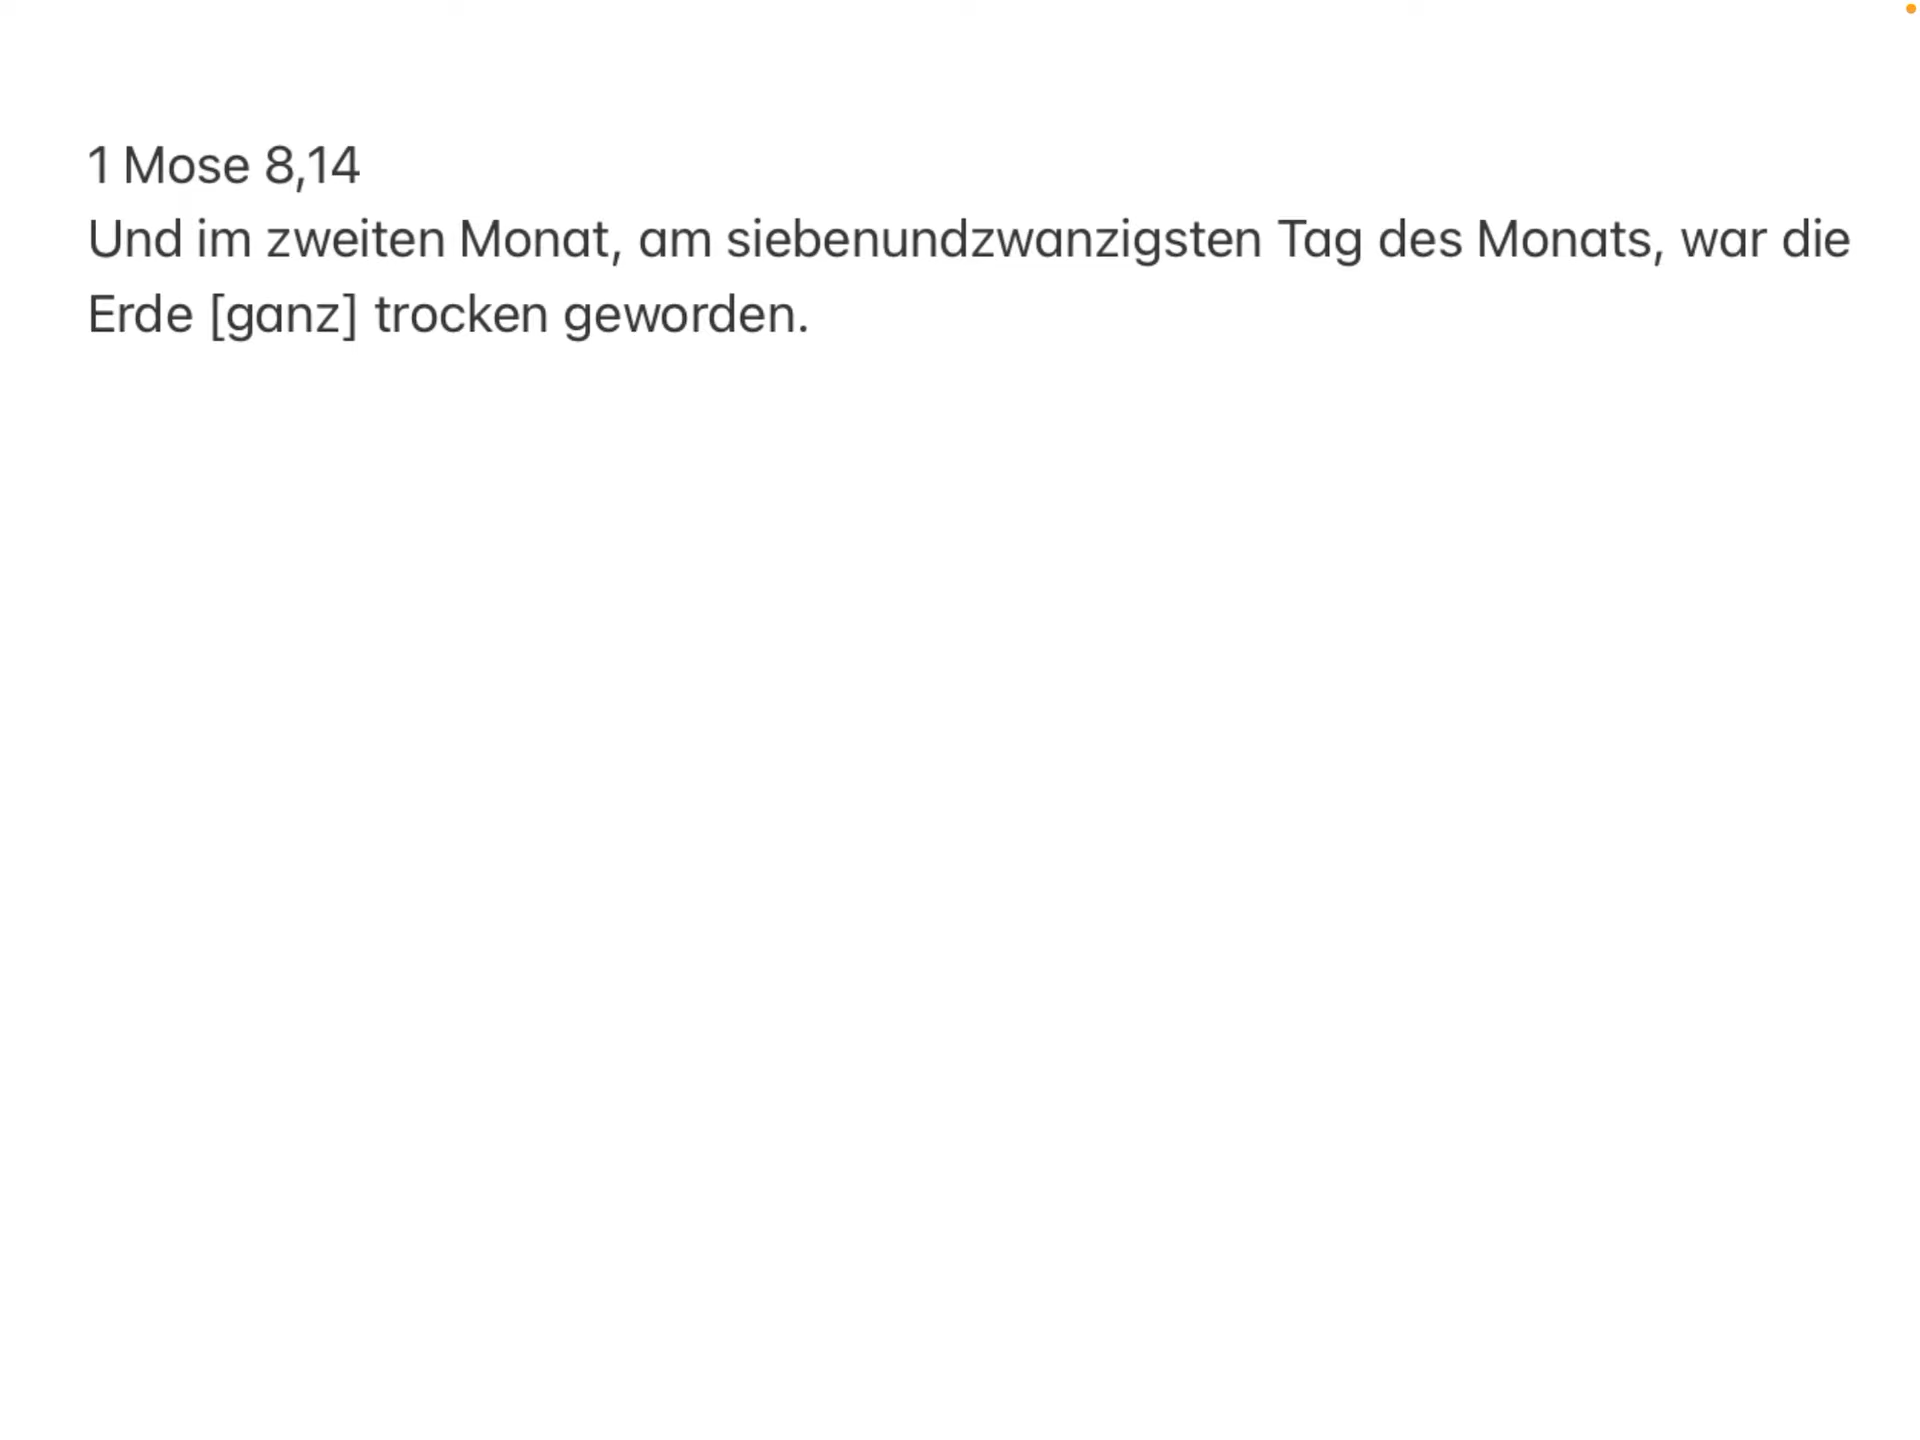 1 Mose 8,14
Und im zweiten Monat, am siebenundzwanzigsten Tag des Monats, war die
Erde [ganz] trocken geworden.